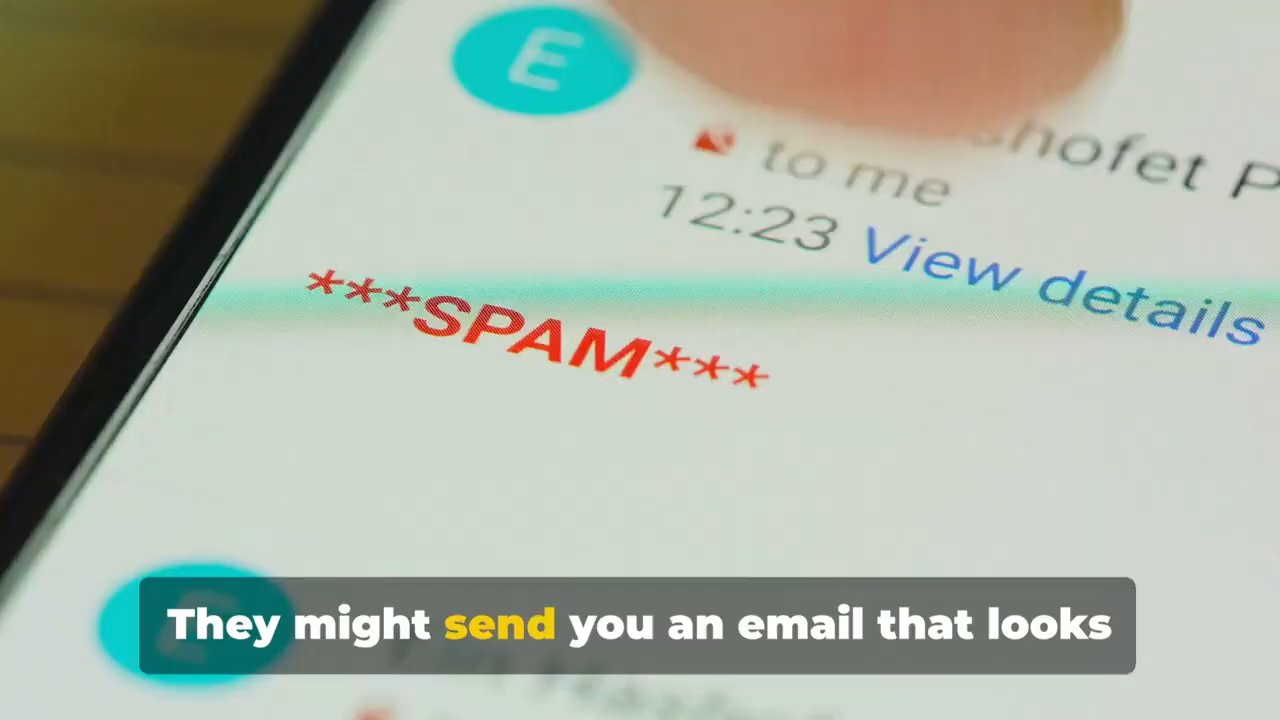 E
to me
12:23 View details
***SPAM***
They might send you an email that looks